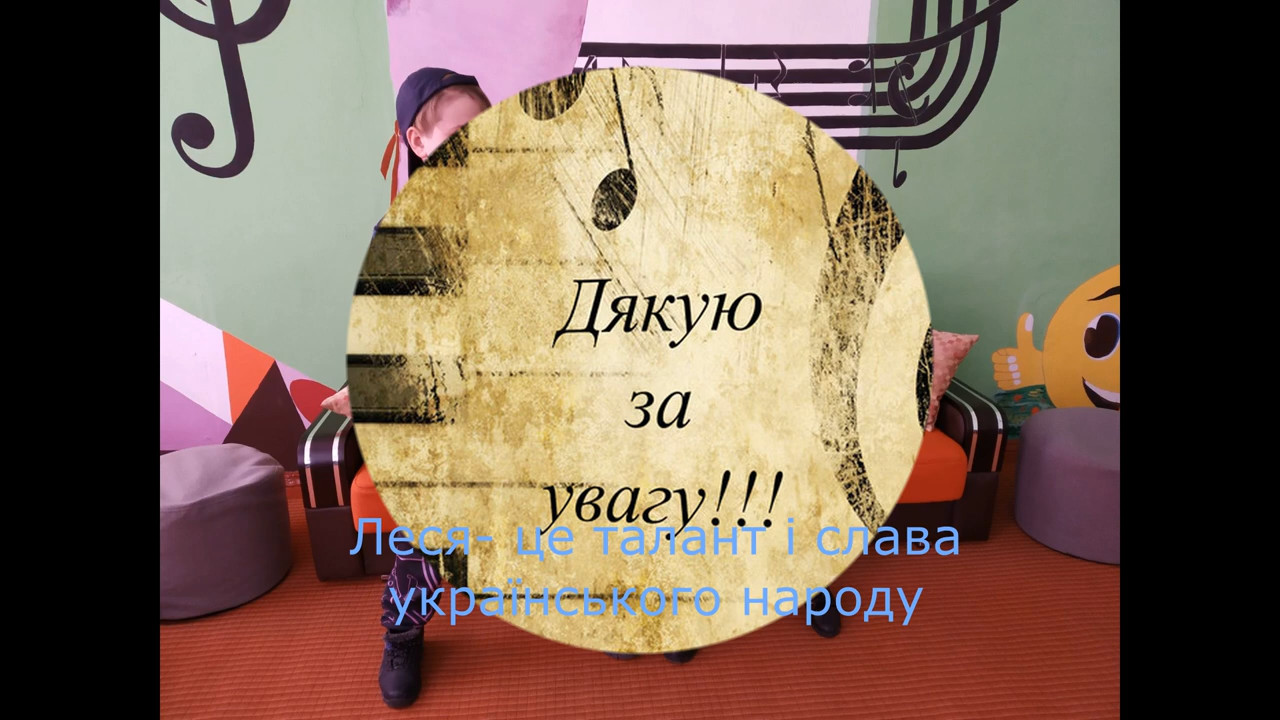 Дякую
за
увагу!!!
Леся- це талант і слава
українського народу